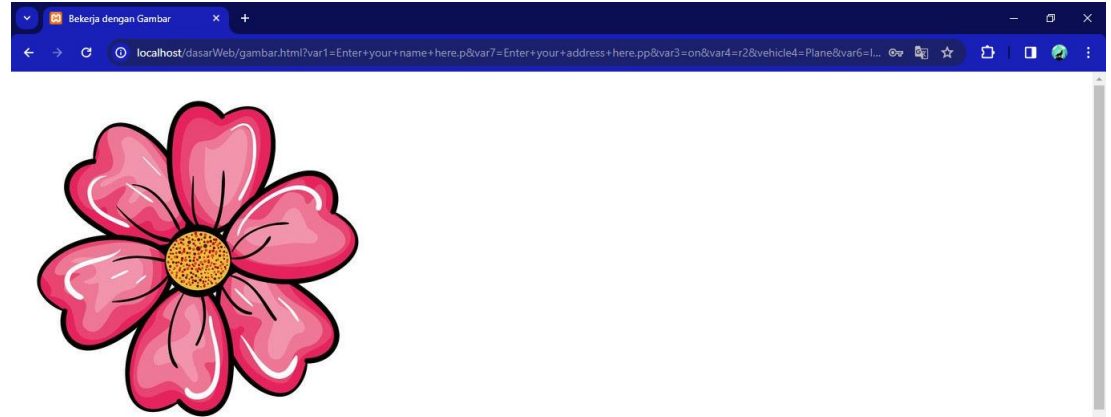 Bekerja dengan Gambar
localhost/dasarWeb/gambar.html?var1=Enter+your+name+here.p&var7=Enter+your+address+here.pp&var3=on&var4=r2&vehicle4=Plane&var6=I...